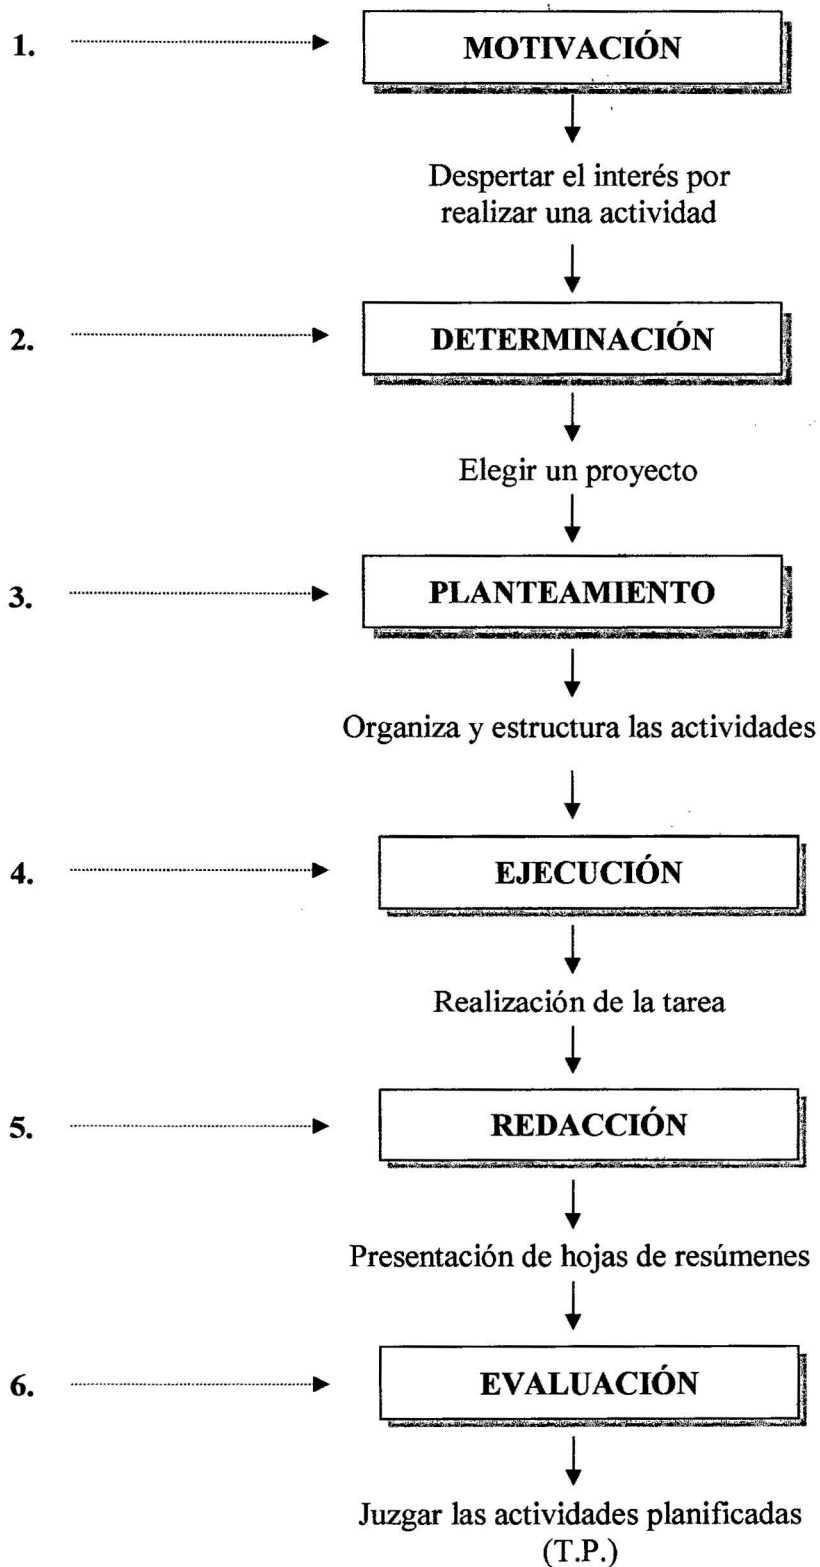 1. MOTIVACIÓN
Despertar el interés por
realizar una actividad
2. DETERMINACIÓN
Elegir un proyecto
3. PLANTEAMIENTO
Organiza y estructura las actividades
4. EJECUCIÓN
Realización de la tarea
5. REDACCIÓN
Presentación de hojas de resúmenes
6. EVALUACIÓN
Juzgar las actividades planificadas
(T.P.)